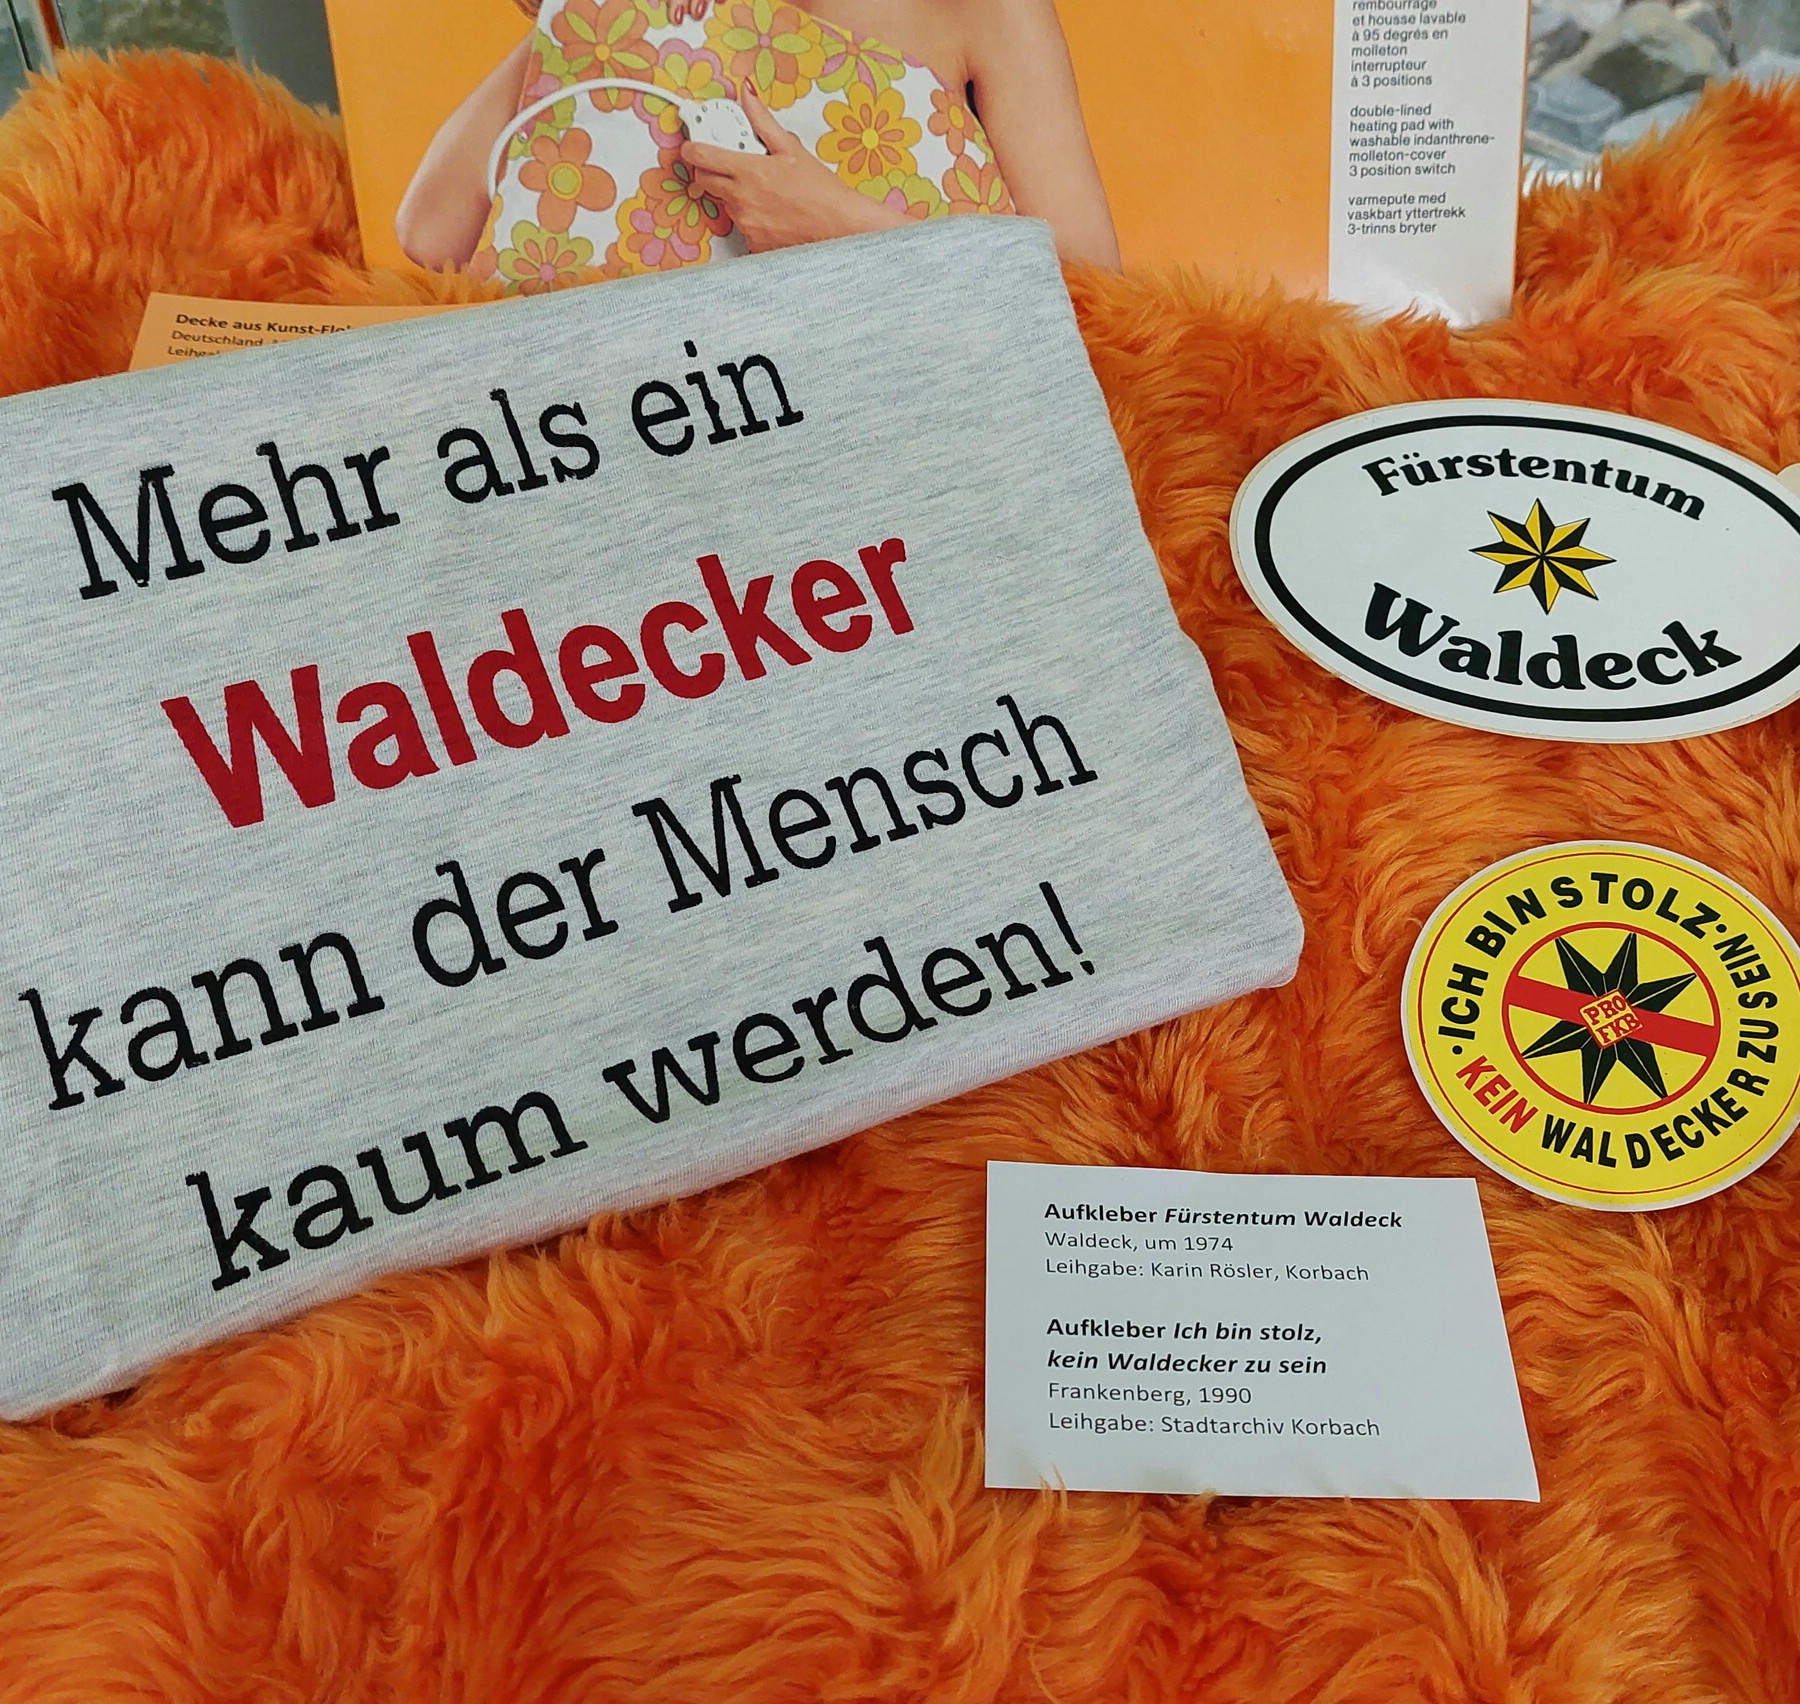 rembourrage
et housse lavable
à 95 degrés en
molleton
interrupteur
à 3 positions
double-lined
heating pad with
washable indanthrene-
molleton-cover
3 position switch
varmepute med
vaskbart yttertrekk
3-trinns bryter
Decke aus
Deutschland
Mehr als ein
Waldecker
kann der Mensch
kaum werden!
Fürstentum
Waldeck
• ICH BIN STOLZ •
KEIN WALDECKER ZU SEIN
PRO
FKB
Aufkleber Fürstentum Waldeck
Waldeck, um 1974
Leihgabe: Karin Rösler, Korbach
Aufkleber Ich bin stolz,
kein Waldecker zu sein
Frankenberg, 1990
Leihgabe: Stadtarchiv Korbach